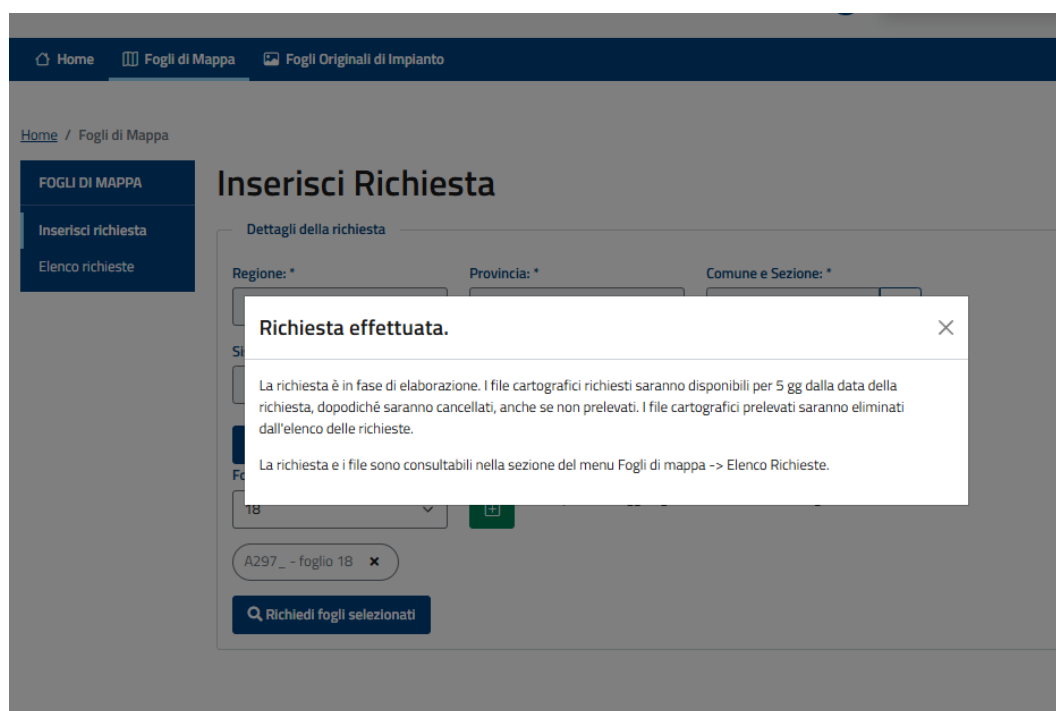 Home
Fogli di Mappa
Fogli Originali di Impianto
Home / Fogli di Mappa
FOGLI DI MAPPA
Inserisci richiesta
Elenco richieste
Inserisci Richiesta
Dettagli della richiesta
Regione: *
Provincia: *
Comune e Sezione: *
Richiesta effettuata.
La richiesta è in fase di elaborazione. I file cartografici richiesti saranno disponibili per 5 gg dalla data della
richiesta, dopodiché saranno cancellati, anche se non prelevati. I file cartografici prelevati saranno eliminati
dall'elenco delle richieste.
La richiesta e i file sono consultabili nella sezione del menu Fogli di mappa -> Elenco Richieste.
18
A297_ - foglio 18
Richiedi fogli selezionati